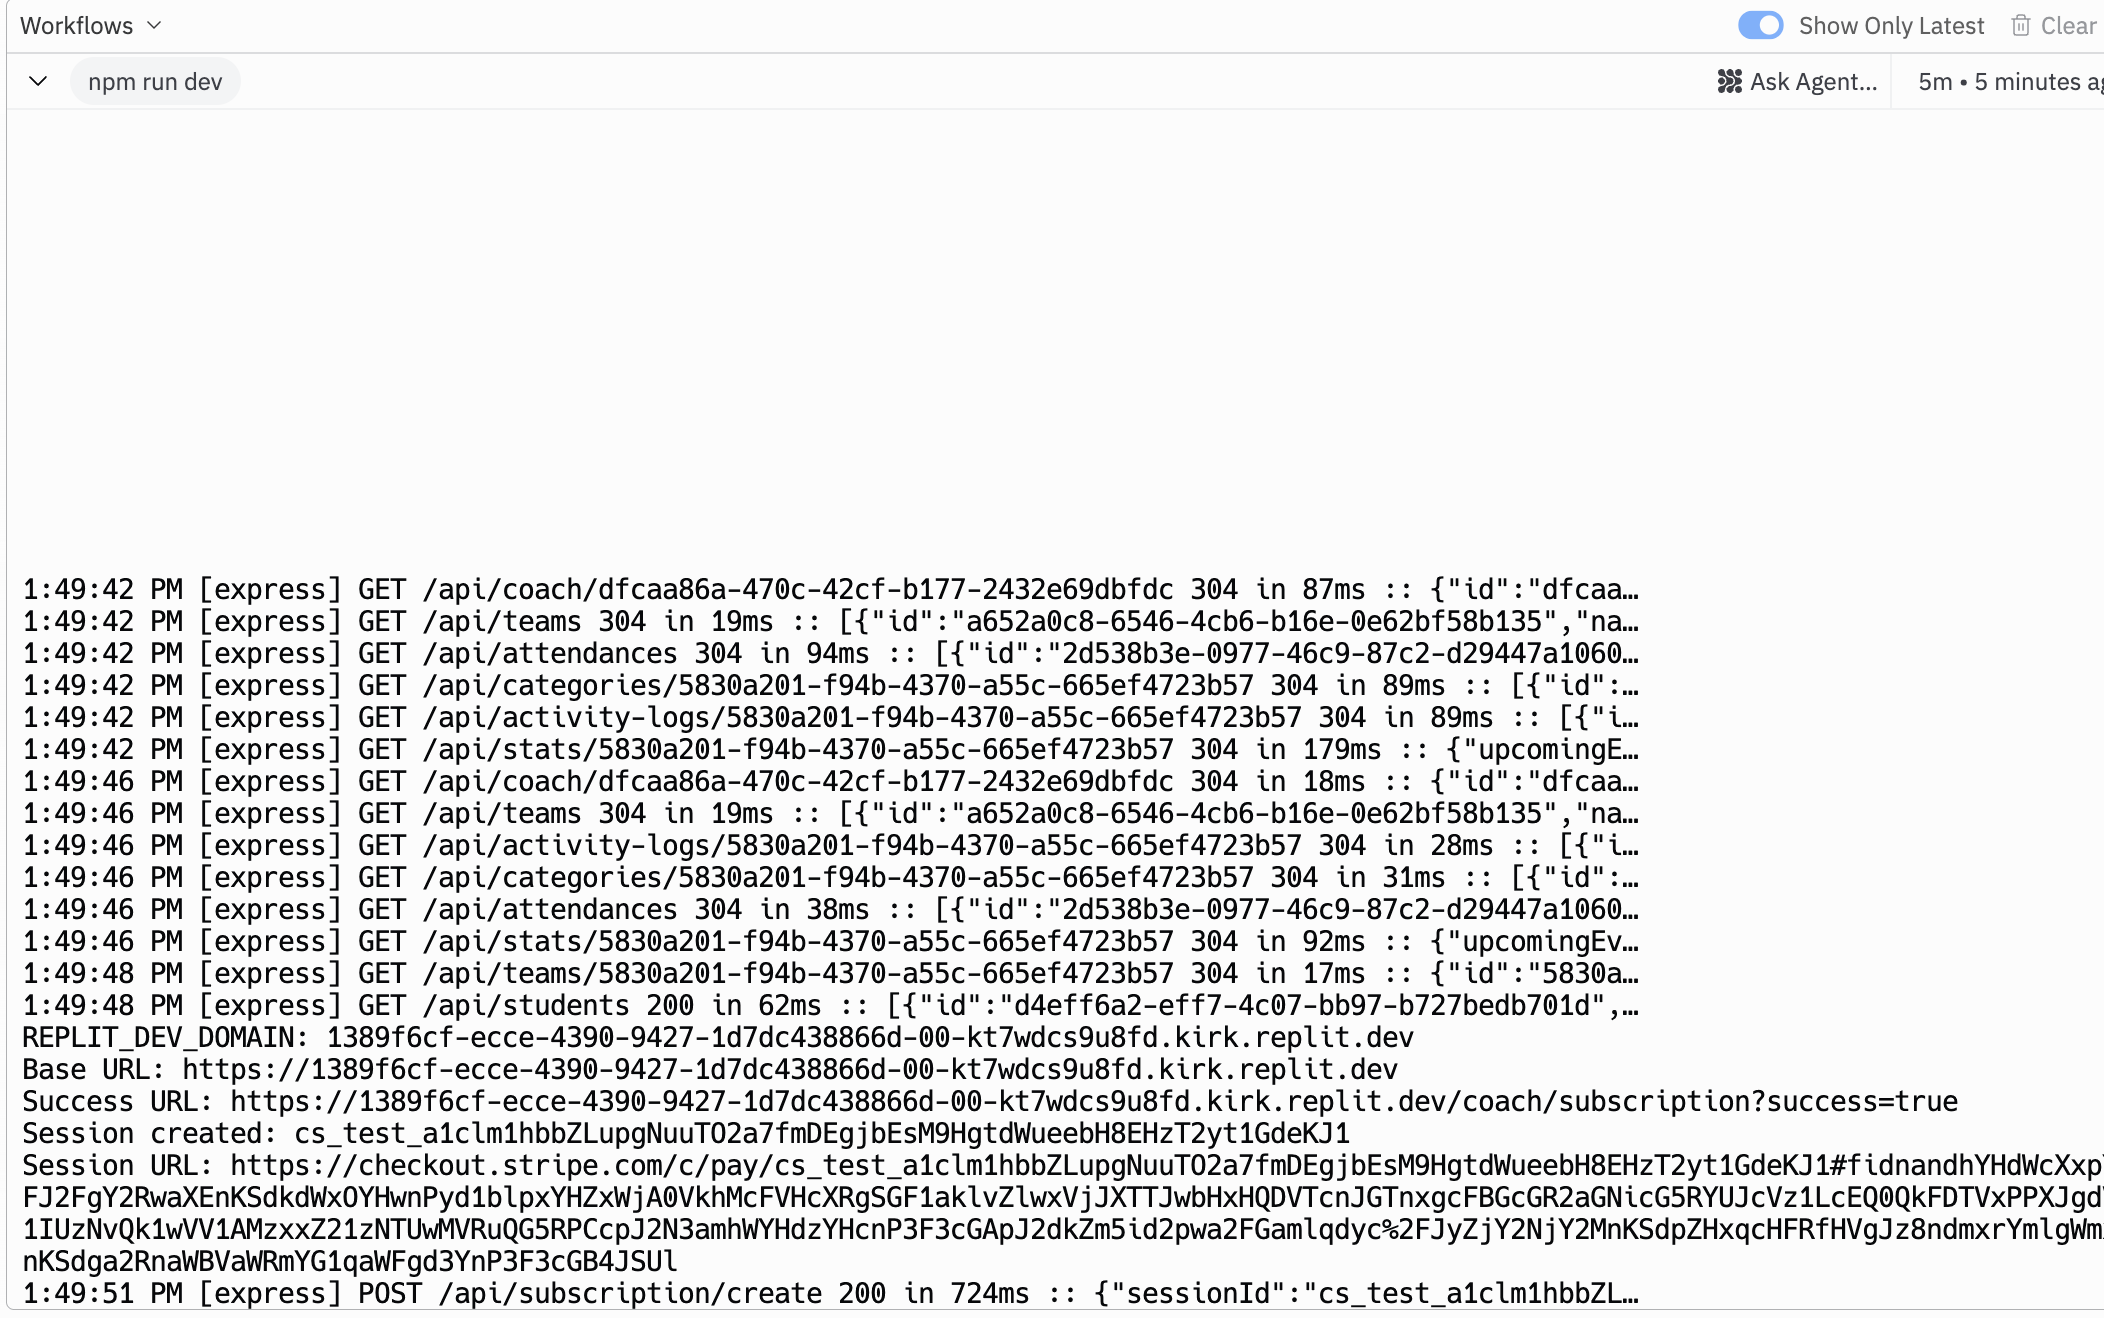 Workflows
Show Only Latest
Clear
npm run dev
Ask Agent...
5m • 5 minutes
1:49:42 PM [express] GET /api/coach/dfcaa86a-470c-42cf-b177-2432e69dbfdc 304 in 87ms :: {"id":"dfcaa…
1:49:42 PM [express] GET /api/teams 304 in 19ms :: [{"id":"a652a0c8-6546-4cb6-b16e-0e62bf58b135","na…
1:49:42 PM [express] GET /api/attendances 304 in 94ms :: [{"id":"2d538b3e-0977-46c9-87c2-d29447a1060…
1:49:42 PM [express] GET /api/categories/5830a201-f94b-4370-a55c-665ef4723b57 304 in 89ms :: [{"id":…
1:49:42 PM [express] GET /api/activity-logs/5830a201-f94b-4370-a55c-665ef4723b57 304 in 89ms :: [{"i…
1:49:42 PM [express] GET /api/stats/5830a201-f94b-4370-a55c-665ef4723b57 304 in 179ms :: {"upcomingE…
1:49:46 PM [express] GET /api/coach/dfcaa86a-470c-42cf-b177-2432e69dbfdc 304 in 18ms :: {"id":"dfcaa…
1:49:46 PM [express] GET /api/teams 304 in 19ms :: [{"id":"a652a0c8-6546-4cb6-b16e-0e62bf58b135","na…
1:49:46 PM [express] GET /api/activity-logs/5830a201-f94b-4370-a55c-665ef4723b57 304 in 28ms :: [{"i…
1:49:46 PM [express] GET /api/categories/5830a201-f94b-4370-a55c-665ef4723b57 304 in 31ms :: [{"id":…
1:49:46 PM [express] GET /api/attendances 304 in 38ms :: [{"id":"2d538b3e-0977-46c9-87c2-d29447a1060…
1:49:46 PM [express] GET /api/stats/5830a201-f94b-4370-a55c-665ef4723b57 304 in 92ms :: {"upcomingEv…
1:49:48 PM [express] GET /api/teams/5830a201-f94b-4370-a55c-665ef4723b57 304 in 17ms :: {"id":"5830a…
1:49:48 PM [express] GET /api/students 200 in 62ms :: [{"id":"d4eff6a2-eff7-4c07-bb97-b727bedb701d",…
REPLIT_DEV_DOMAIN: 1389f6cf-ecce-4390-9427-1d7dc438866d-00-kt7wdcs9u8fd.kirk.replit.dev
Base URL: https://1389f6cf-ecce-4390-9427-1d7dc438866d-00-kt7wdcs9u8fd.kirk.replit.dev
Success URL: https://1389f6cf-ecce-4390-9427-1d7dc438866d-00-kt7wdcs9u8fd.kirk.replit.dev/coach/subscription?success=true
Session created: cs_test_a1clm1hbbZLupgNuuTO2a7fmDEgjbEsM9HgtdWueebH8EHzT2yt1GdeKJ1
Session URL: https://checkout.stripe.com/c/pay/cs_test_a1clm1hbbZLupgNuuTO2a7fmDEgjbEsM9HgtdWueebH8EHzT2yt1GdeKJ1#fidnandhYHdWcXxp
FJ2FgY2RwaXEnKSdkdWxOYHwnPyd1blpxYHZxWjA0VkhMcFVHcXRgSGF1aklvZlwxVjJXTTJwbHxHQDVTcnJGTnxgcFBGcGR2aGNicG5RYUJcVz1LcEQ0QkFDTVxPPXJgd
1IUzNvQk1wVV1AMzxxZ21zNTUwMVRuQG5RPCcpJ2N3amhWYHdzYHcnP3F3cGApJ2dkZm5id2pwa2FGamlqdyc%2FJyZjY2NjY2MnKSdpZHxqcHFRfHVgJz8ndmxrYmlgWm
nKSdga2RnaWBVaWRmYG1qaWFgd3YnP3F3cGB4JSUl
1:49:51 PM [express] POST /api/subscription/create 200 in 724ms :: {"sessionId":"cs_test_a1clm1hbbZL…